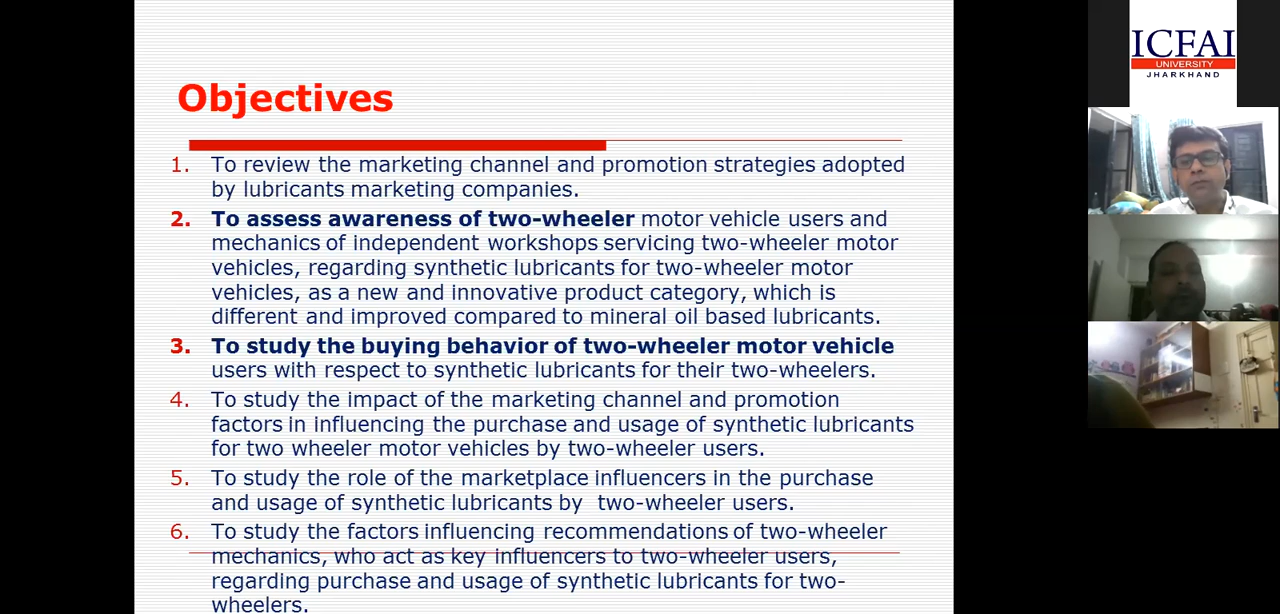 Objectives
1. To review the marketing channel and promotion strategies adopted
by lubricants marketing companies.
2. To assess awareness of two-wheeler motor vehicle users and
mechanics of independent workshops servicing two-wheeler motor
vehicles, regarding synthetic lubricants for two-wheeler motor
vehicles, as a new and innovative product category, which is
different and improved compared to mineral oil based lubricants.
3. To study the buying behavior of two-wheeler motor vehicle
users with respect to synthetic lubricants for their two-wheelers.
4. To study the impact of the marketing channel and promotion
factors in influencing the purchase and usage of synthetic lubricants
for two wheeler motor vehicles by two-wheeler users.
5. To study the role of the marketplace influencers in the purchase
and usage of synthetic lubricants by two-wheeler users.
6. To study the factors influencing recommendations of two-wheeler
mechanics, who act as key influencers to two-wheeler users,
regarding purchase and usage of synthetic lubricants for two-
wheelers.
ICFAI
UNIVERSITY
JHARKHAND